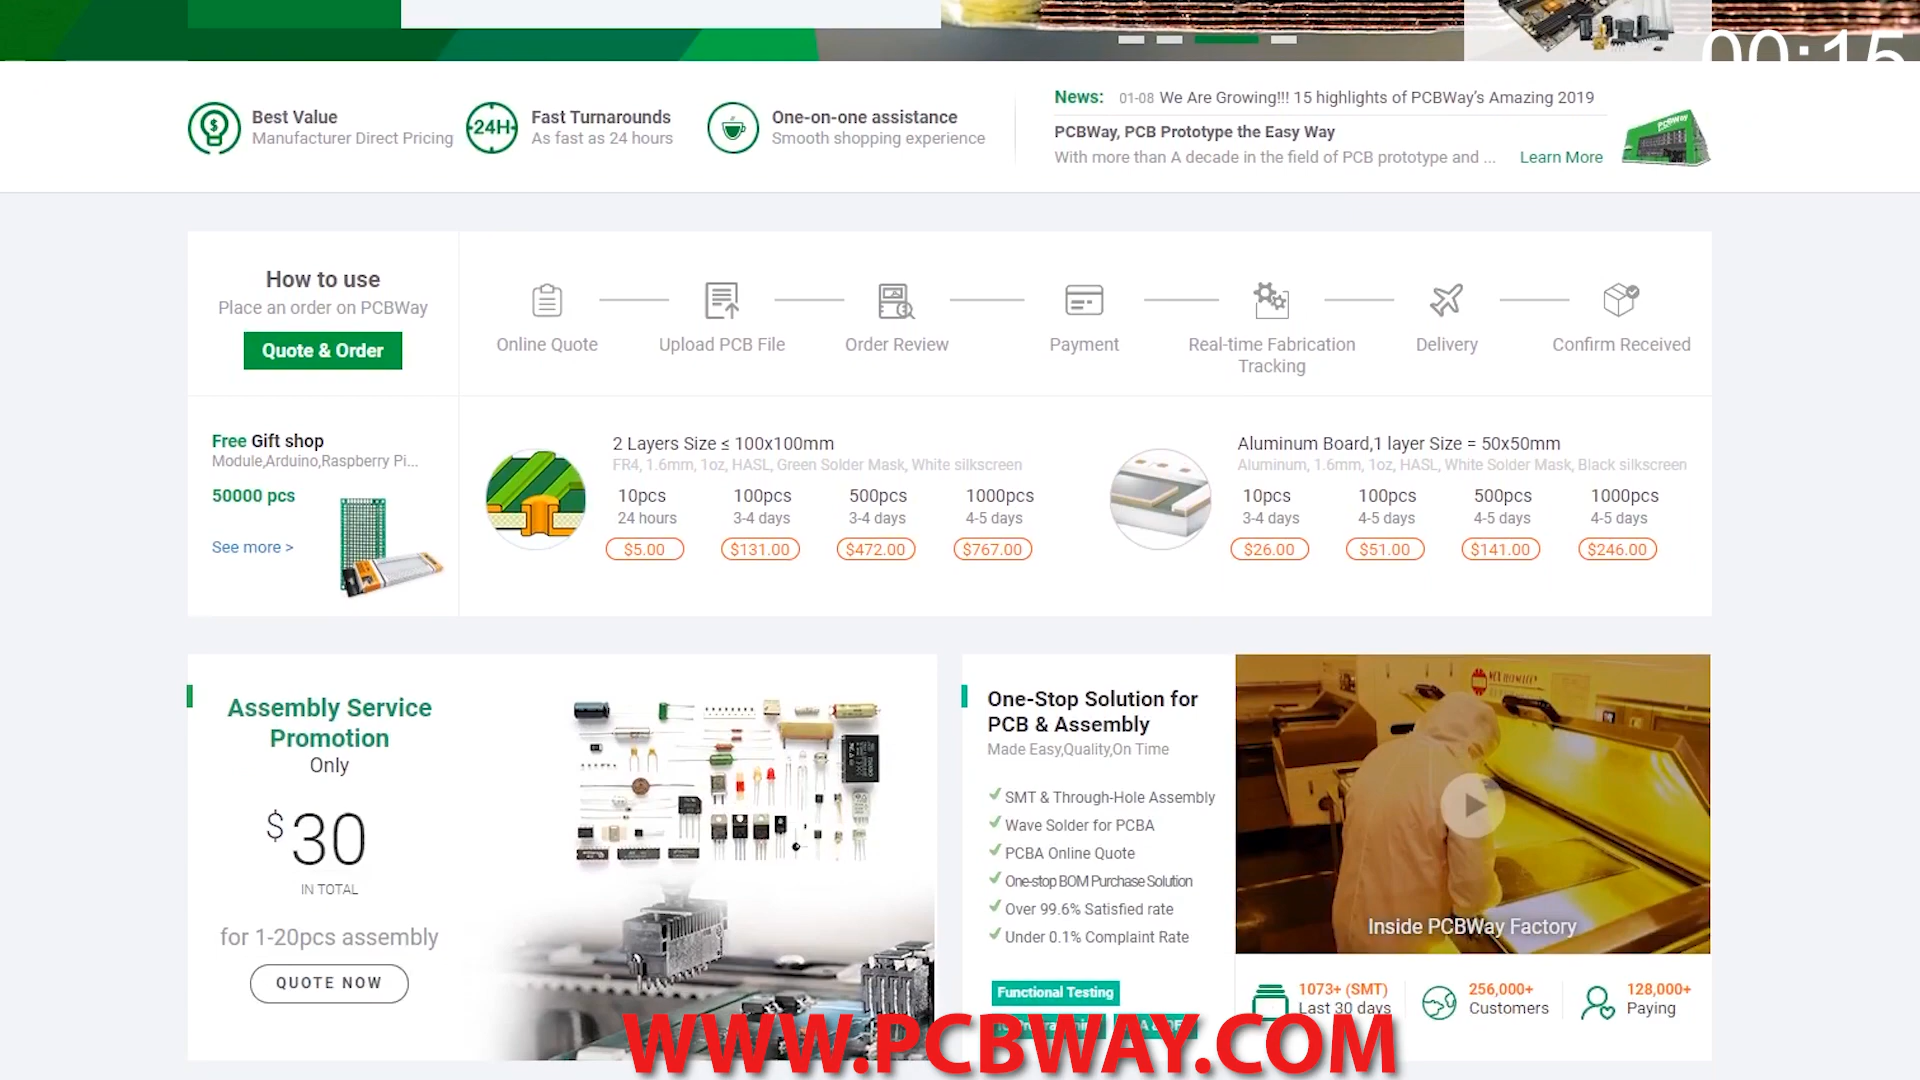 00:15
Best Value
Manufacturer Direct Pricing
24H
Fast Turnarounds
As fast as 24 hours
One-on-one assistance
Smooth shopping experience
News: 01-08 We Are Growing!!! 15 highlights of PCBWay's Amazing 2019
PCBWay, PCB Prototype the Easy Way
With more than A decade in the field of PCB prototype and ... Learn More
PCBWay
How to use
Place an order on PCBWay
Quote & Order
Online Quote
Upload PCB File
Order Review
Payment
Real-time Fabrication
Tracking
Delivery
Confirm Received
Free Gift shop
Module,Arduino,Raspberry Pi...
50000 pcs
See more >
2 Layers Size ≤ 100x100mm
FR4, 1.6mm, 1oz, HASL, Green Solder Mask, White silkscreen
10pcs 100pcs 500pcs 1000pcs
24 hours 3-4 days 3-4 days 4-5 days
$5.00 $131.00 $472.00 $767.00
Aluminum Board,1 layer Size = 50x50mm
Aluminum, 1.6mm, 1oz, HASL, White Solder Mask, Black silkscreen
10pcs 100pcs 500pcs 1000pcs
3-4 days 4-5 days 4-5 days 4-5 days
$26.00 $51.00 $141.00 $246.00
Assembly Service
Promotion
Only
$30
IN TOTAL
for 1-20pcs assembly
QUOTE NOW
One-Stop Solution for
PCB & Assembly
Made Easy,Quality,On Time
SMT & Through-Hole Assembly
Wave Solder for PCBA
PCBA Online Quote
One-stop BOM Purchase Solution
Over 99.6% Satisfied rate
Under 0.1% Complaint Rate
Functional Testing
Inside PCBWay Factory
1073+ (SMT)
Last 30 days
256,000+
Customers
128,000+
Paying
WWW.PCBWAY.COM